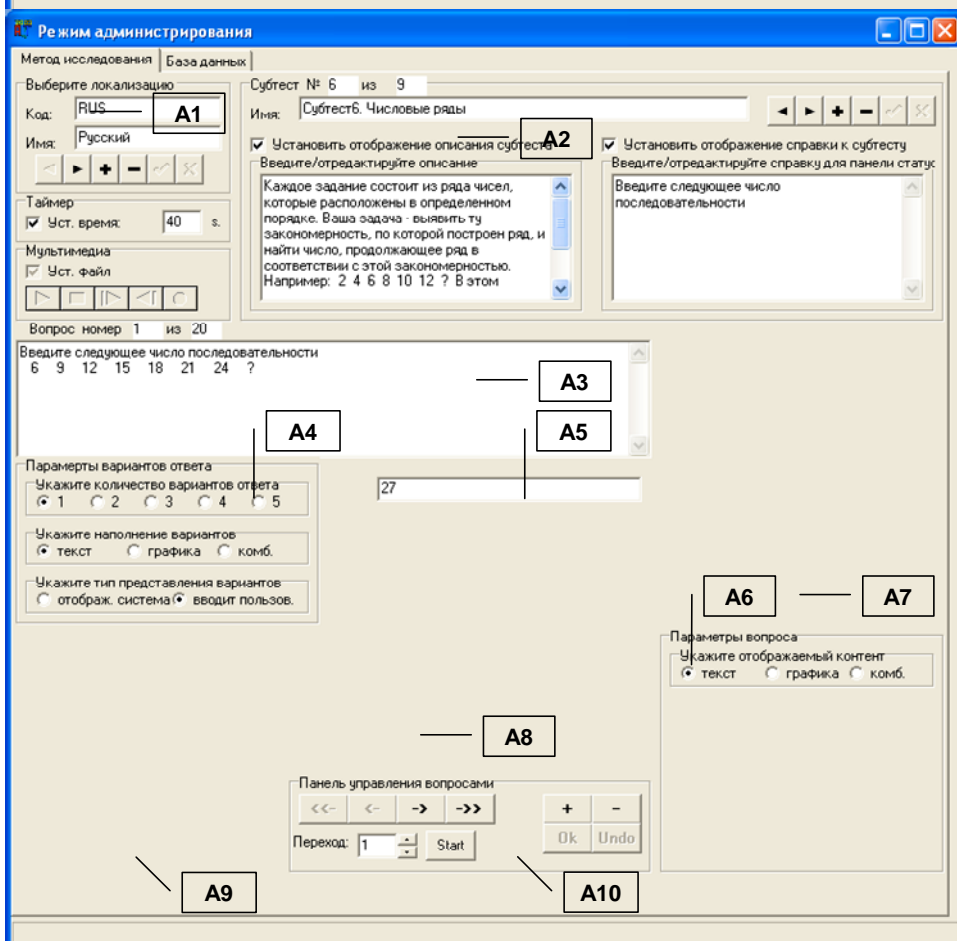 Режим администрирования
Метод исследования База данных
Выберите локализацию
Код: RUS
A1
Имя: Русский
< ► + −
Таймер
Уст. время: 40 s.
Мультимедиа
Уст. файл
Субтест № 6 из 9
Имя: Субтест6. Числовые ряды
◄ ► + −
A2
Установить отображение описания субтеста
Введите/отредактируйте описание
Каждое задание состоит из ряда чисел,
которые расположены в определенном
порядке. Ваша задача - выявить ту
закономерность, по которой построен ряд, и
найти число, продолжающее ряд в
соответствии с этой закономерностью.
Например: 2 4 6 8 10 12 ? В этом
Установить отображение справки к субтесту
Введите/отредактируйте справку для панели статус
Введите следующее число
последовательности
Вопрос номер 1 из 20
Введите следующее число последовательности
6 9 12 15 18 21 24 ?
A3
A4
A5
Парамерты вариантов ответа
Укажите количество вариантов ответа
1 2 3 4 5
27
Укажите наполнение вариантов
текст графика комб.
Укажите тип представления вариантов
отображ. система вводит пользов.
A6
A7
Параметры вопроса
Укажите отображаемый контент
текст графика комб.
A8
Панель управления вопросами
<<- <- -> ->> + −
Переход: 1 Start Ok Undo
A9
A10